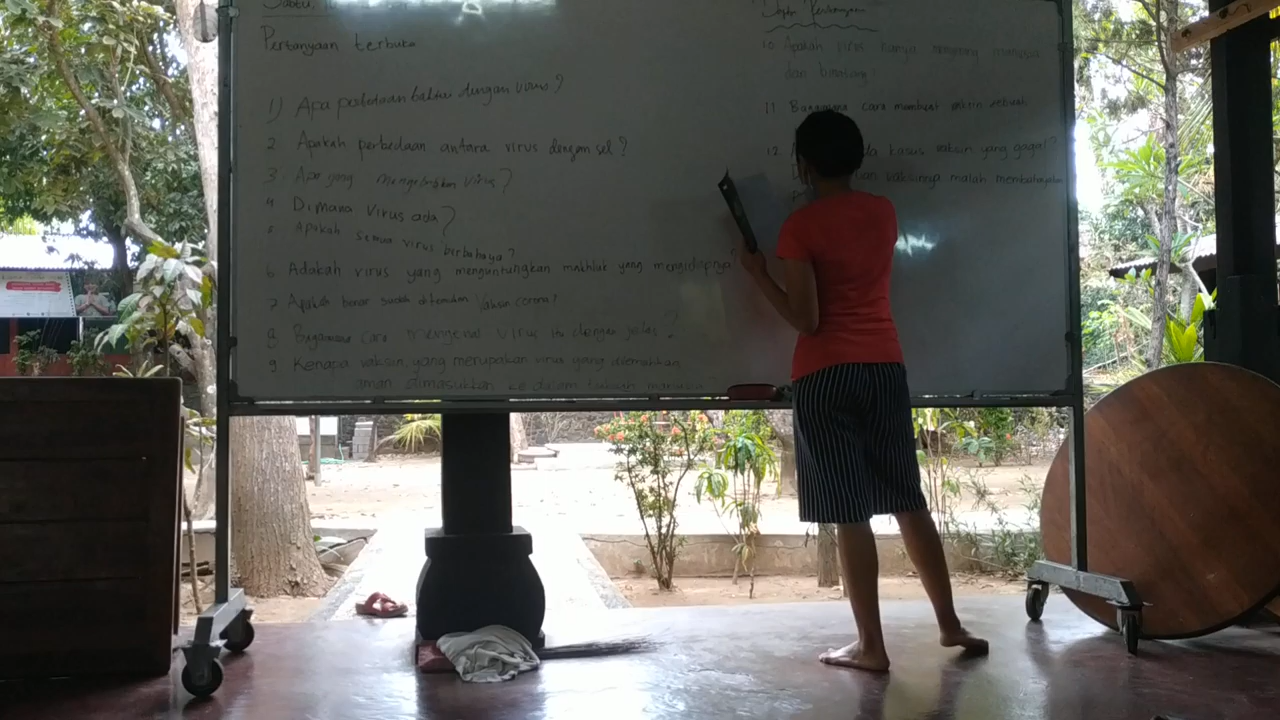 Sabtu,
Pertanyaan terbuka
1) Apa perbedaan bakteri dengan virus?
2 Apakah perbedaan antara virus dengan sel?
3. Apa yang menyebabkan virus?
4 Dimana virus ada?
5 Apakah semua virus berbahaya?
6 Adakah virus yang menguntungkan makhluk yang mengidapnya?
7 Apakah benar sudah ditemukan vaksin corona?
8 Bagaimana cara mengenal virus itu dengan jelas?
9 Kenapa vaksin yang merupakan virus yang dilemahkan
aman dimasukkan ke dalam tubuh manusia
10 Apakah virus hanya menyerang manusia
dan binatang?
11 Bagaimana cara membuat vaksin sebuah
12 kasus vaksin yang gagal?
vaksinnya malah membahayakan